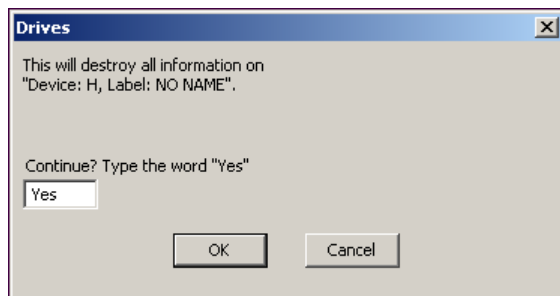 Drives
This will destroy all information on
"Device: H, Label: NO NAME".
Continue? Type the word "Yes"
Yes
OK Cancel